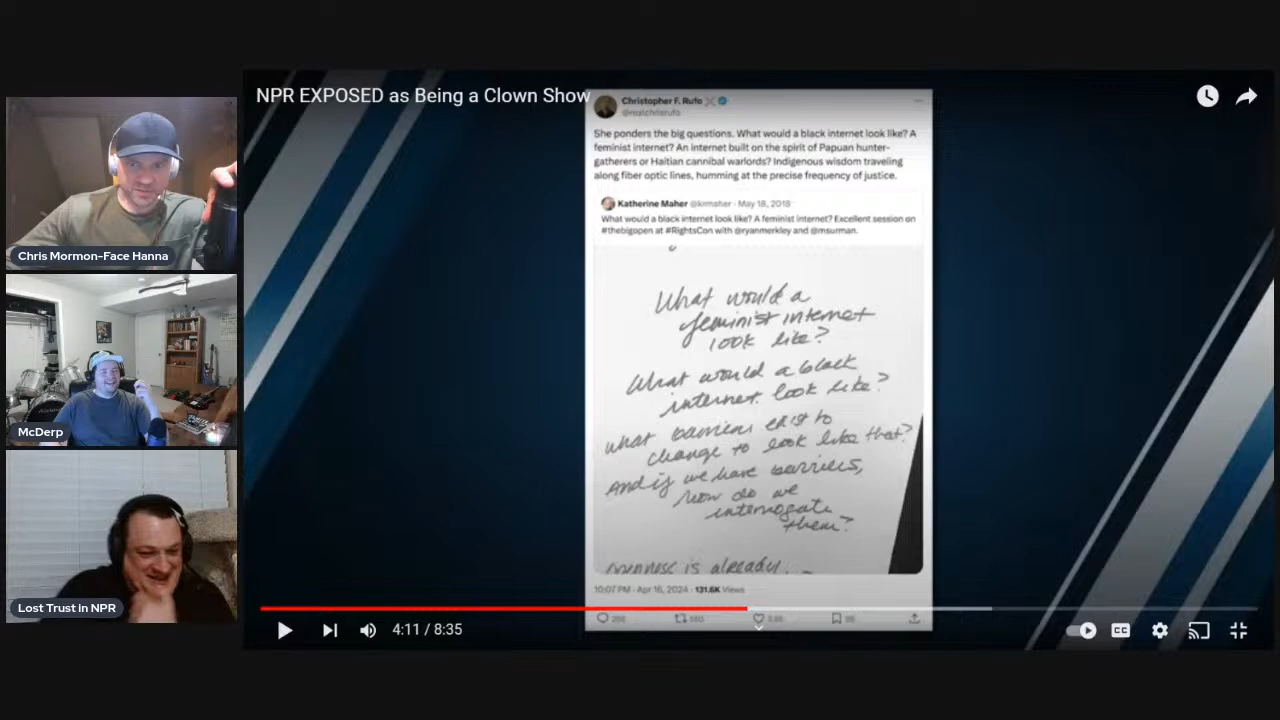 NPR EXPOSED as Being a Clown Show
Christopher F. Rufo
@realchrisrufo
She ponders the big questions. What would a black internet look like? A
feminist internet? An internet built on the spirit of Papuan hunter-
gatherers or Haitian cannibal warlords? Indigenous wisdom traveling
along fiber optic lines, humming at the precise frequency of justice.
Katherine Maher @krmaher · May 18, 2018
What would a black internet look like? A feminist internet? Excellent session on
#thebigopen at #RightsCon with @ryanmerkley and @msurman.
What would a
feminist internet
look like?
What would a black
internet look like?
what barriers exist to
change to look like that?
And if we have barriers,
how do we
interrogate
them?
is already
10:07 PM · Apr 16, 2024 · 131.6K Views
Chris Mormon-Face Hanna
McDerp
Lost Trust in NPR
4:11 / 8:35
CC